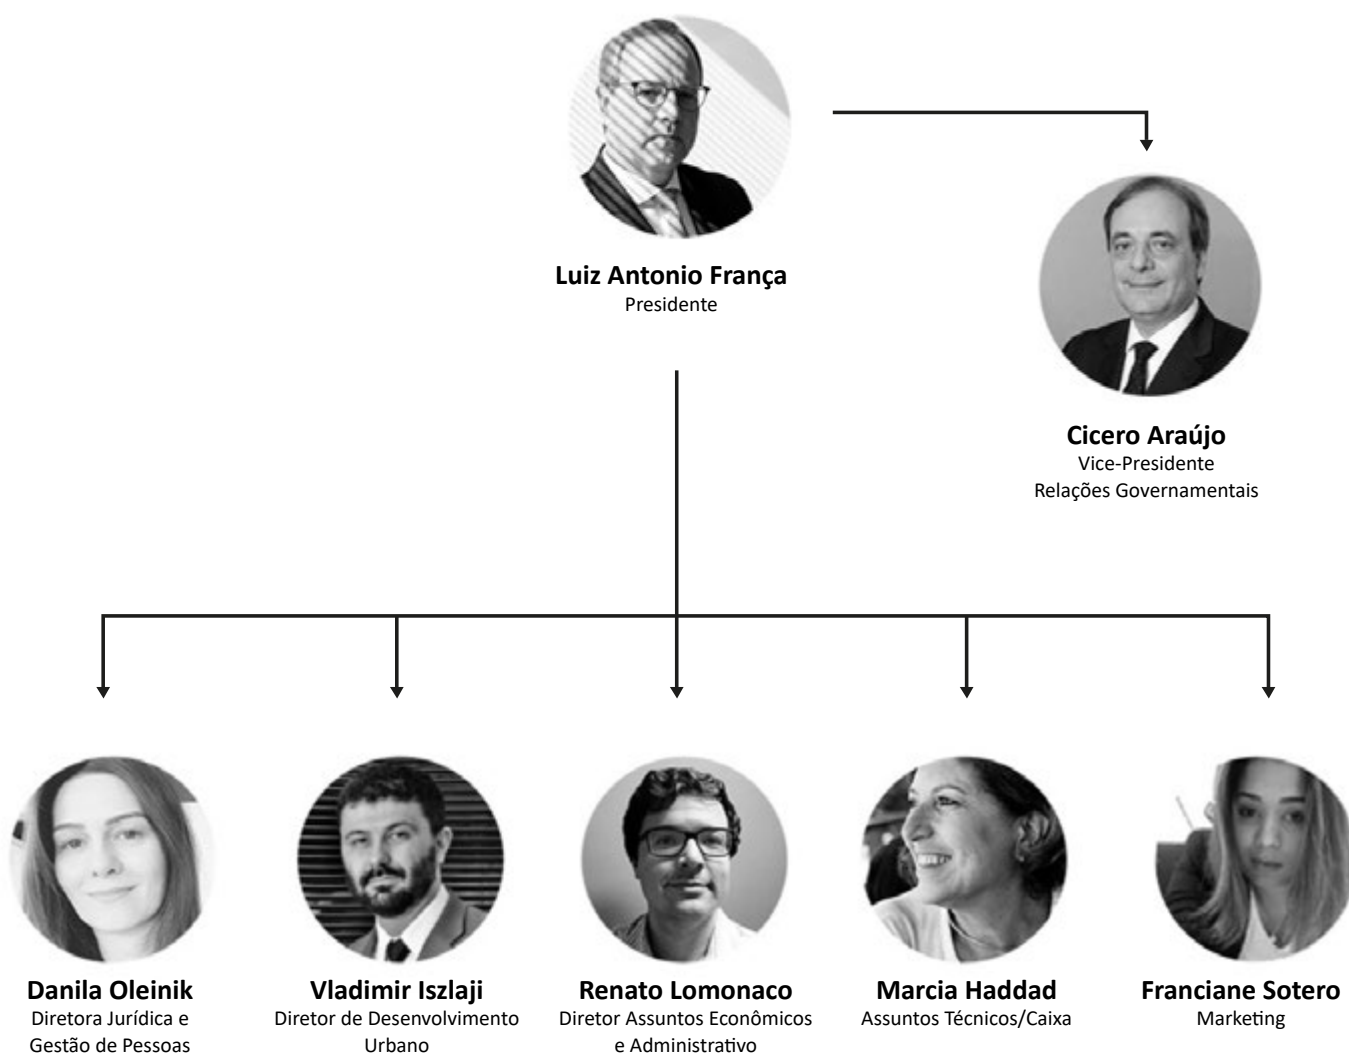 Luiz Antonio França
Presidente
Cicero Araújo
Vice-Presidente
Relações Governamentais
Danila Oleinik
Diretora Jurídica e
Gestão de Pessoas
Vladimir Iszlaji
Diretor de Desenvolvimento
Urbano
Renato Lomonaco
Diretor Assuntos Econômicos
e Administrativo
Marcia Haddad
Assuntos Técnicos/Caixa
Franciane Sotero
Marketing